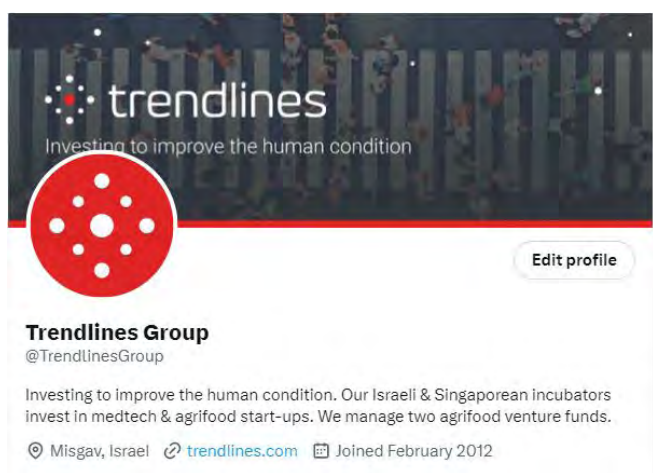 trendlines
Investing to improve the human condition
Edit profile
Trendlines Group
@TrendlinesGroup
Investing to improve the human condition. Our Israeli & Singaporean incubators
invest in medtech & agrifood start-ups. We manage two agrifood venture funds.
Misgav, Israel trendlines.com Joined February 2012